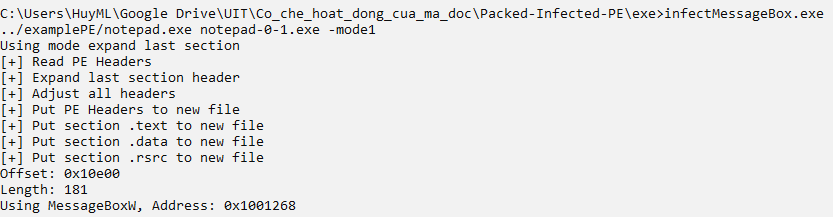 C:\Users\HuyML\Google Drive\UIT\Co_che_hoat_dong_cua_ma_doc\Packed-Infected-PE\exe>infectMessageBox.exe
../examplePE/notepad.exe notepad-0-1.exe -mode1
Using mode expand last section
[+] Read PE Headers
[+] Expand last section header
[+] Adjust all headers
[+] Put PE Headers to new file
[+] Put section .text to new file
[+] Put section .data to new file
[+] Put section .rsrc to new file
Offset: 0x10e00
Length: 181
Using MessageBoxW, Address: 0x1001268